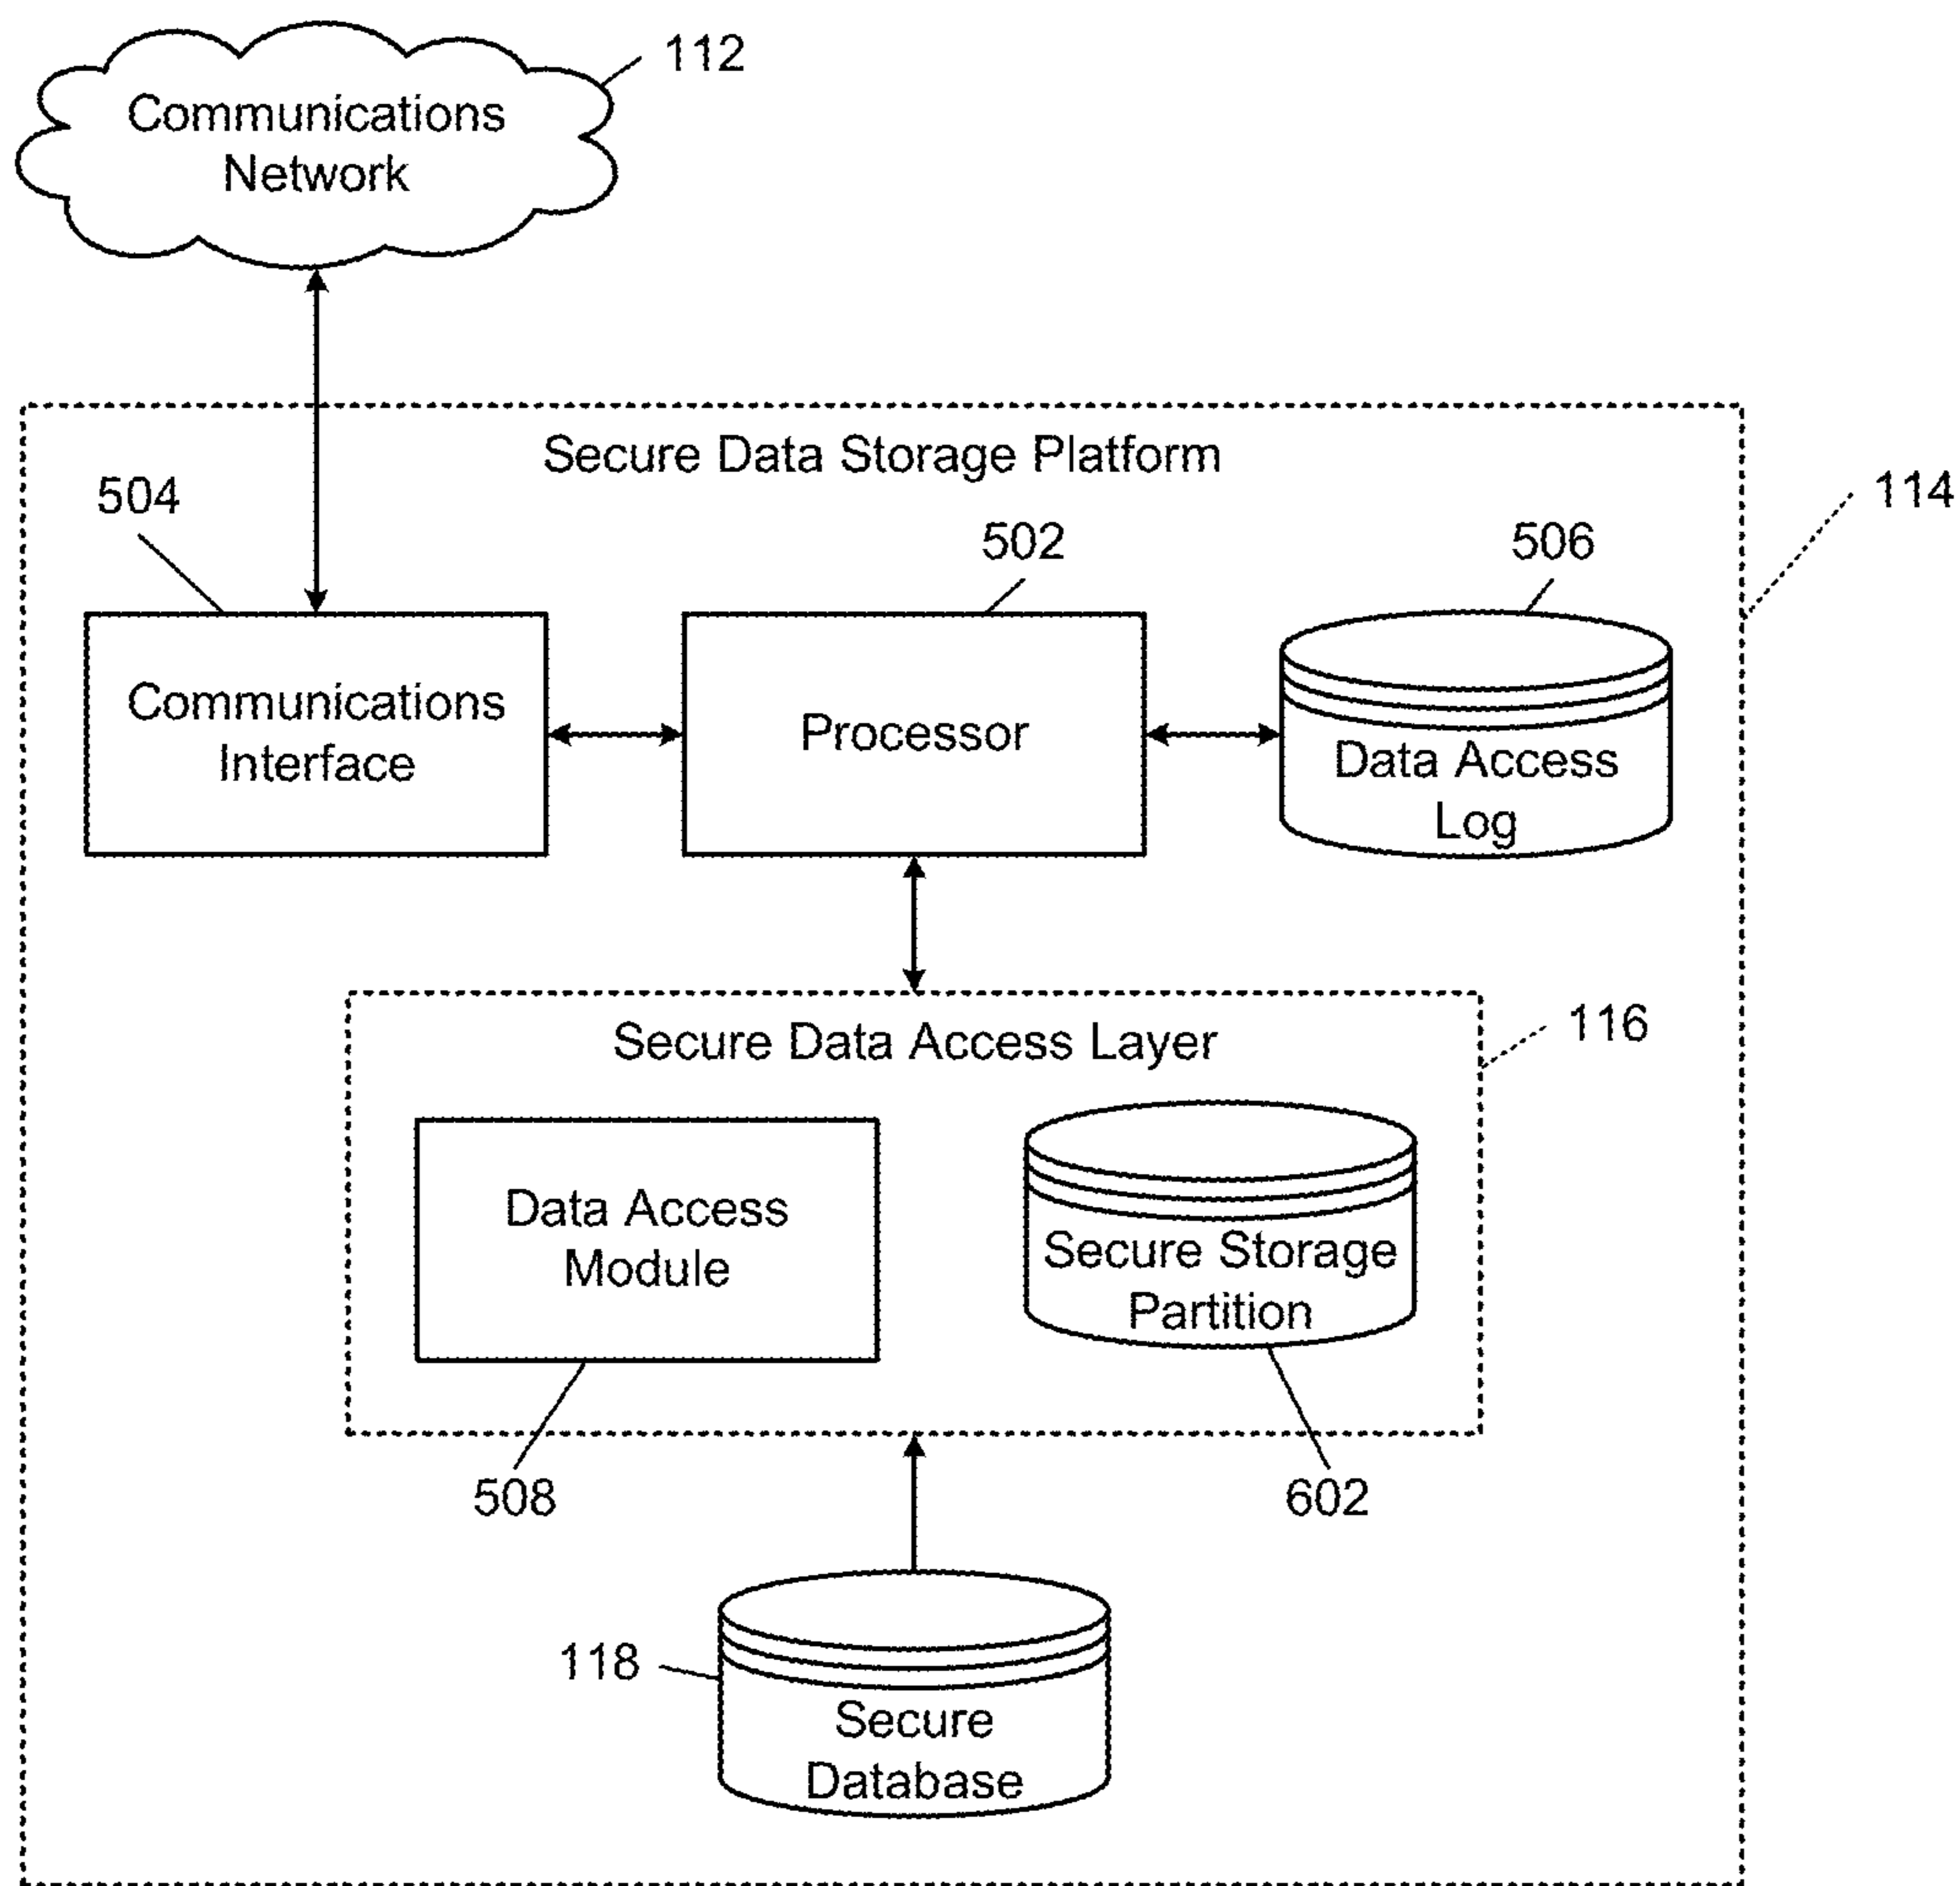 112
Communications
Network
Secure Data Storage Platform
114
504
502
506
Communications
Interface
Processor
Data Access
Log
Secure Data Access Layer
116
Data Access
Module
Secure Storage
Partition
508
602
118
Secure
Database